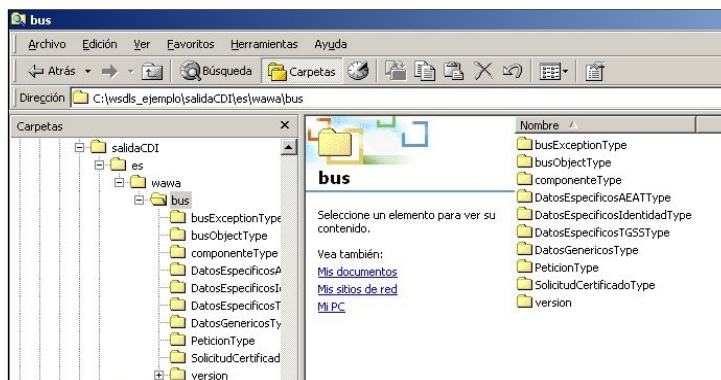 bus
Archivo Edición Ver Favoritos Herramientas Ayuda
Atrás Búsqueda Carpetas
Dirección C:\wsdls_ejemplo\salidaCDI\es\wawa\bus
Carpetas
salidaCDI
es
wawa
bus
busExceptionType
busObjectType
componenteType
DatosEspecificosA
DatosEspecificosI
DatosEspecificosT
DatosGenericosTy
PeticionType
SolicitudCertificad
version
bus
Seleccione un elemento para ver su
contenido.
Vea también:
Mis documentos
Mis sitios de red
Mi PC
Nombre
busExceptionType
busObjectType
componenteType
DatosEspecificosAEATType
DatosEspecificosIdentidadType
DatosEspecificosTGSSType
DatosGenericosType
PeticionType
SolicitudCertificadoType
version